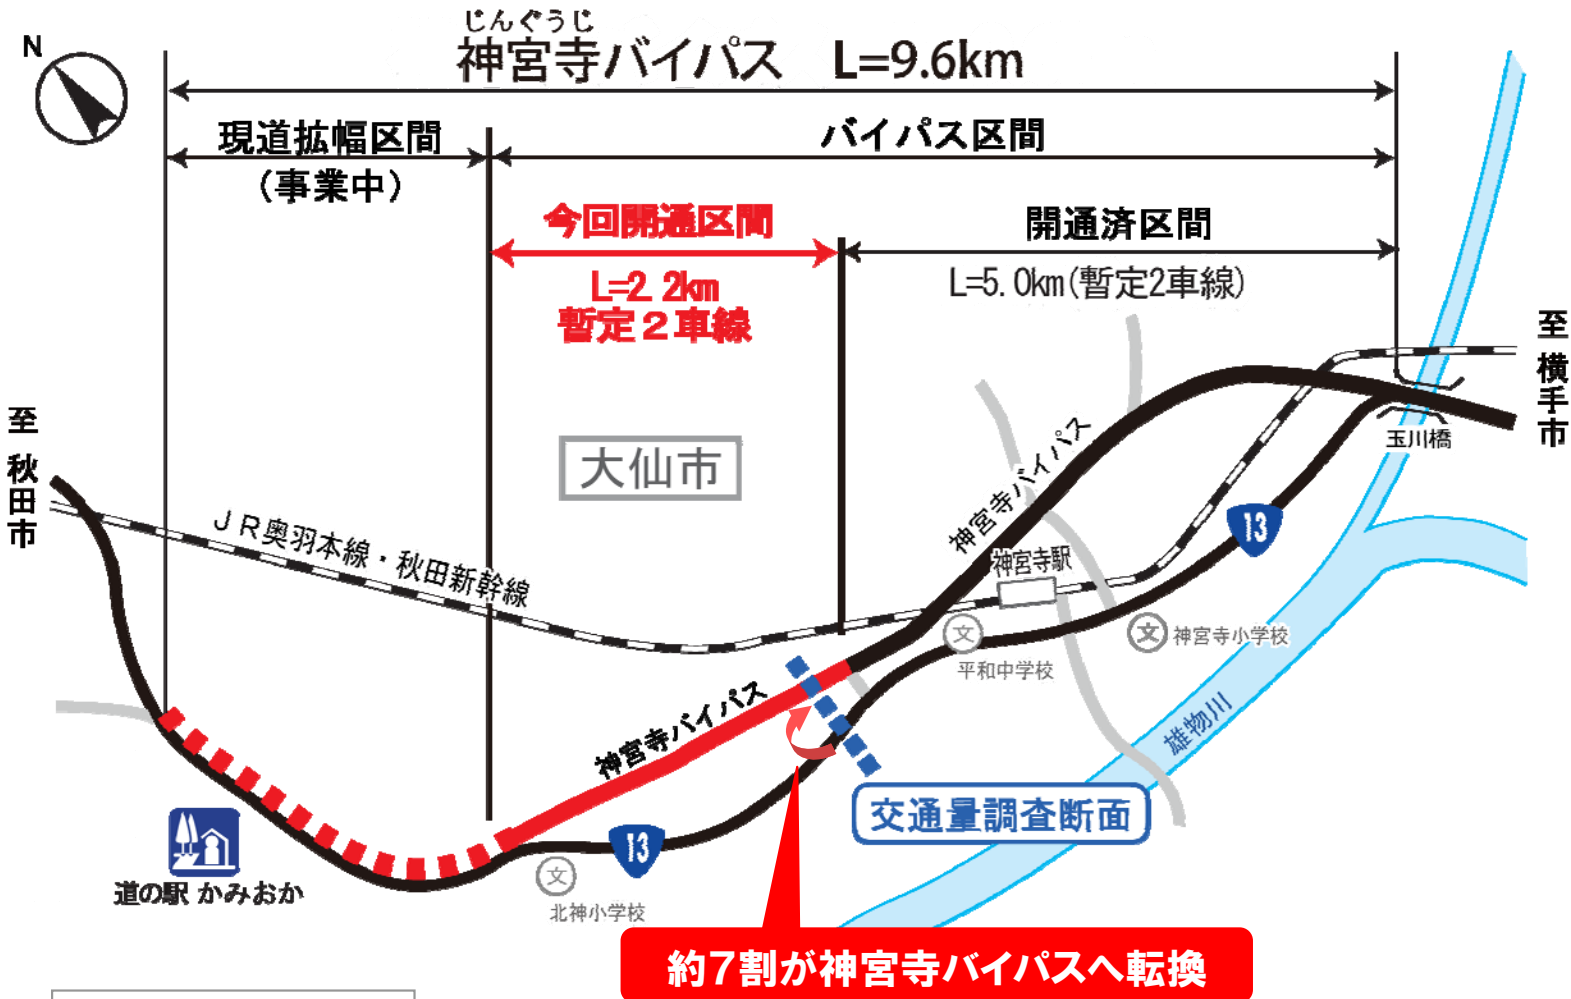 N
じんぐうじ
神宮寺バイパス L=9.6km
現道拡幅区間
(事業中)
バイパス区間
今回開通区間
L=2.2km
暫定2車線
開通済区間
L=5.0km(暫定2車線)
至 秋田市
至 横手市
大仙市
JR奥羽本線・秋田新幹線
神宮寺バイパス
神宮寺駅
玉川橋
13
文
平和中学校
文
神宮寺小学校
雄物川
神宮寺バイパス
交通量調査断面
13
道の駅 かみおか
文
北神小学校
約7割が神宮寺バイパスへ転換